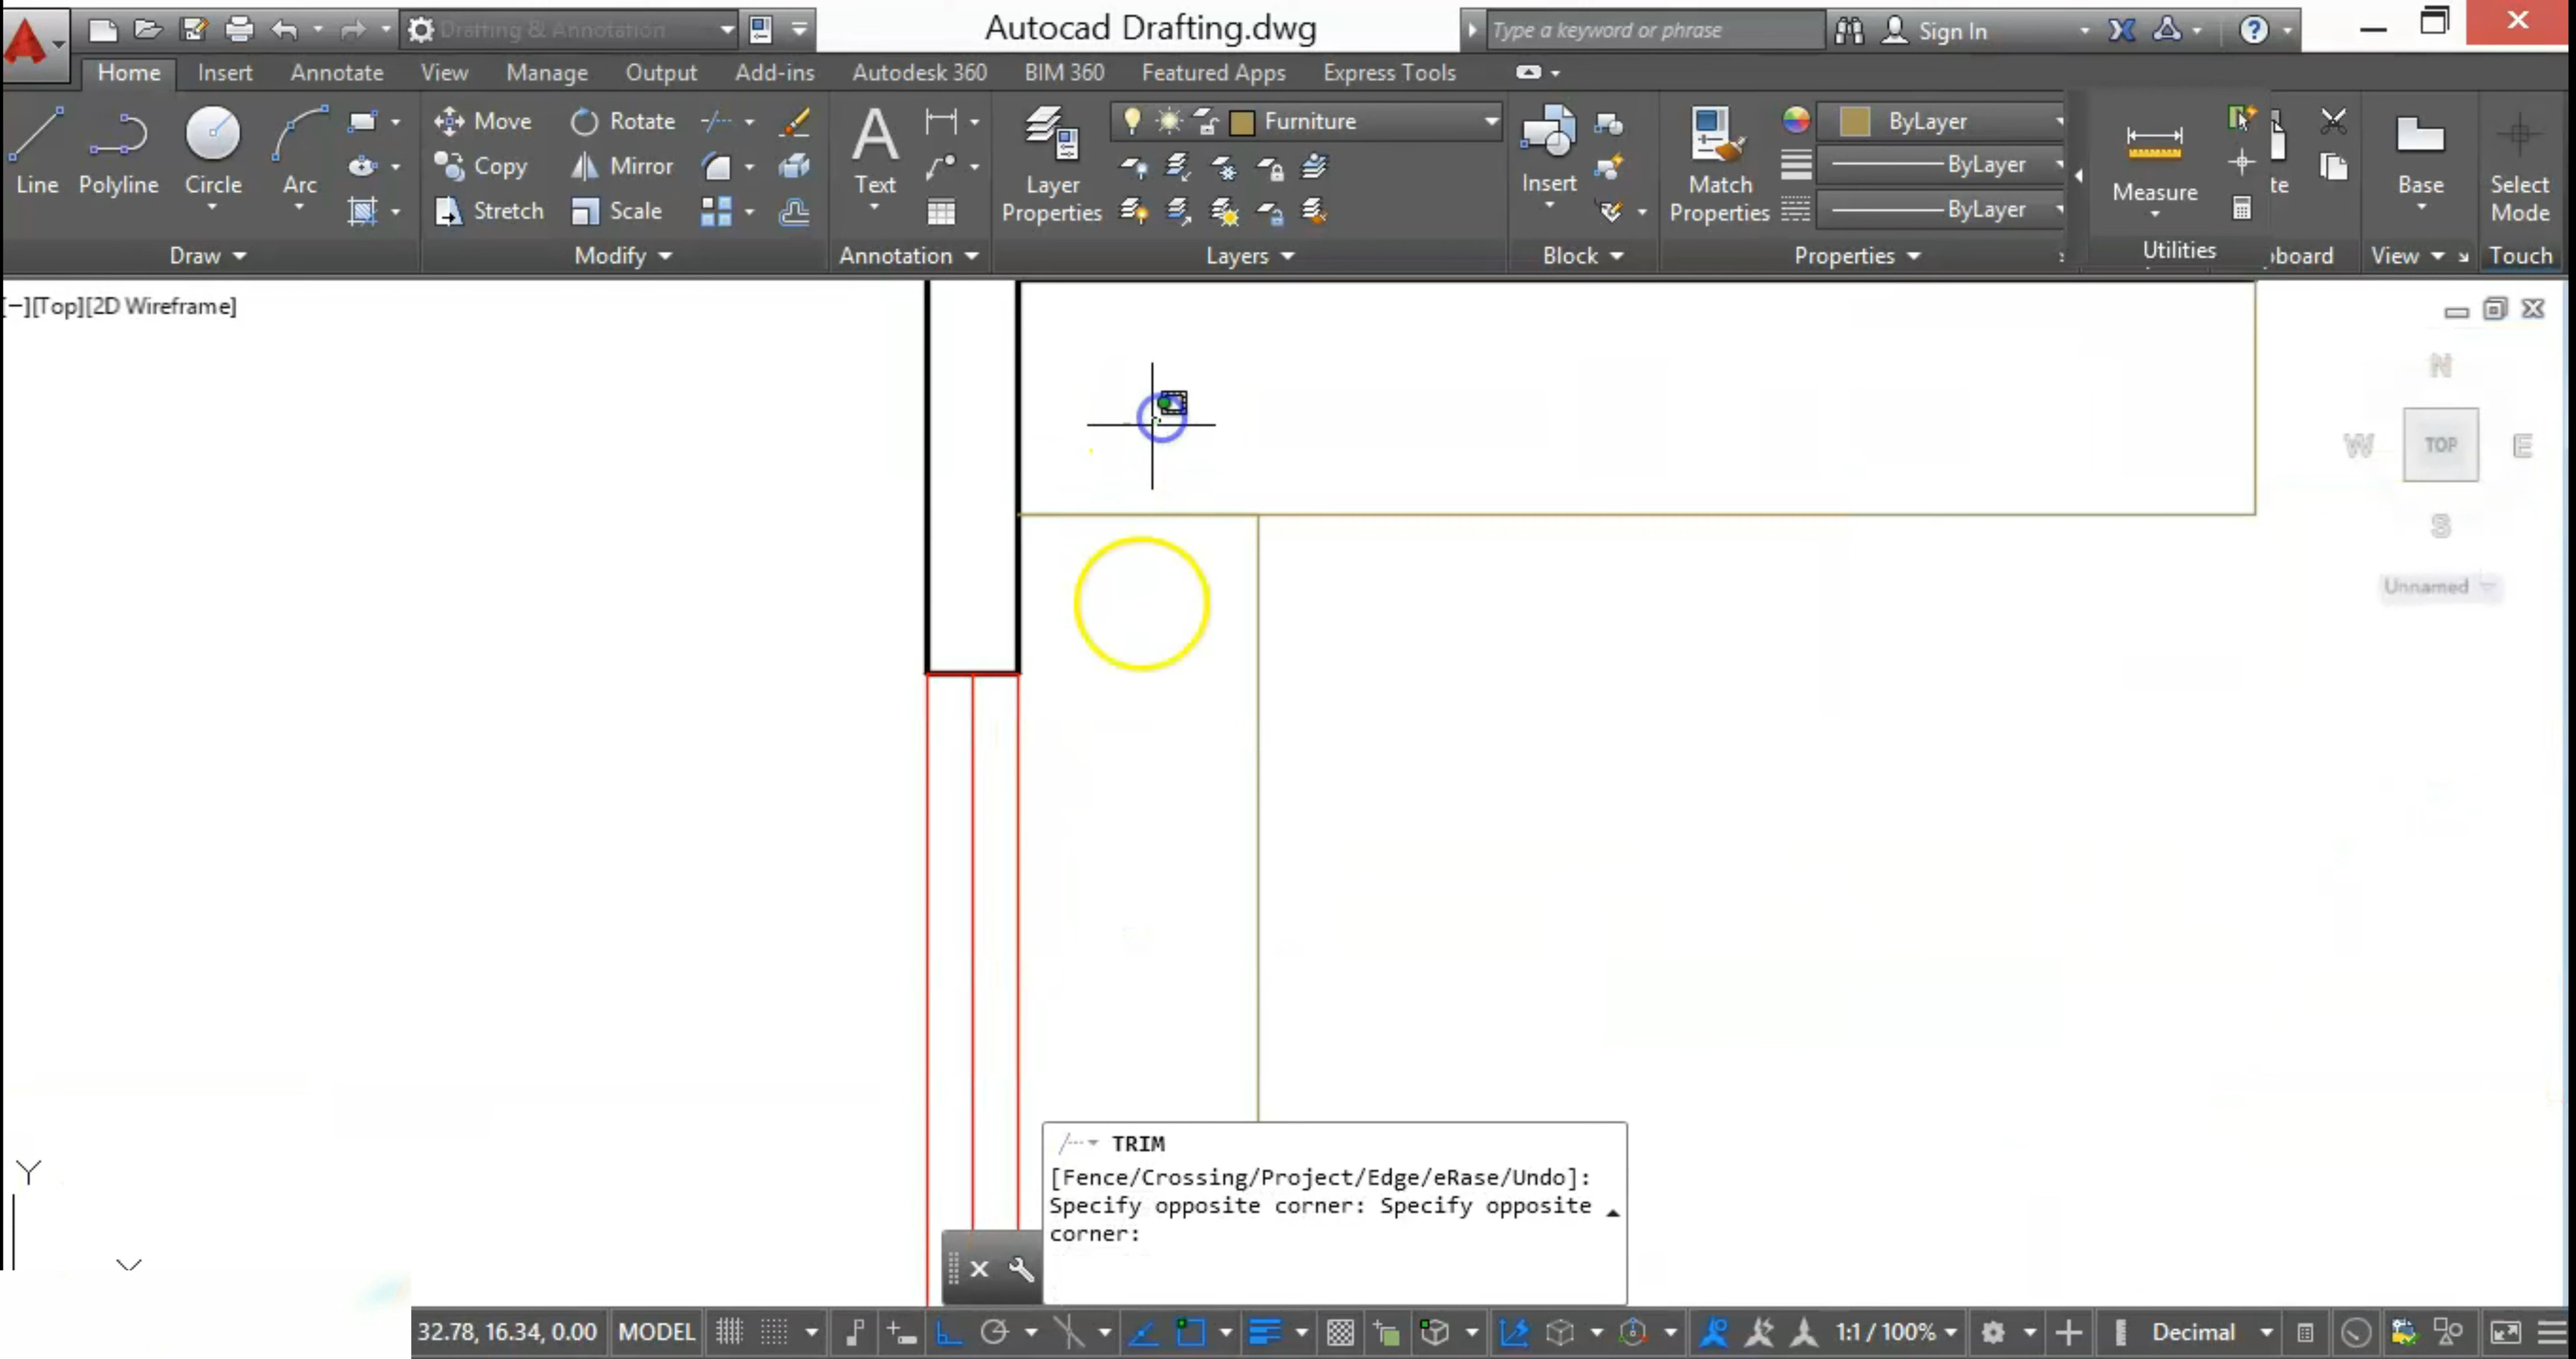 Autocad Drafting.dwg
Drafting & Annotation
Type a keyword or phrase
Sign In
Home Insert Annotate View Manage Output Add-ins Autodesk 360 BIM 360 Featured Apps Express Tools
Line Polyline Circle Arc
Move Rotate
Copy Mirror
Stretch Scale
Text
Layer Properties
Furniture
Insert
Match Properties
ByLayer
ByLayer
ByLayer
Measure
te
Base
Select Mode
Draw Modify Annotation Layers Block Properties Utilities board View Touch
[−][Top][2D Wireframe]
N
W TOP E
S
Unnamed
TRIM
[Fence/Crossing/Project/Edge/eRase/Undo]:
Specify opposite corner: Specify opposite
corner:
Y
32.78, 16.34, 0.00 MODEL 1:1 / 100% Decimal